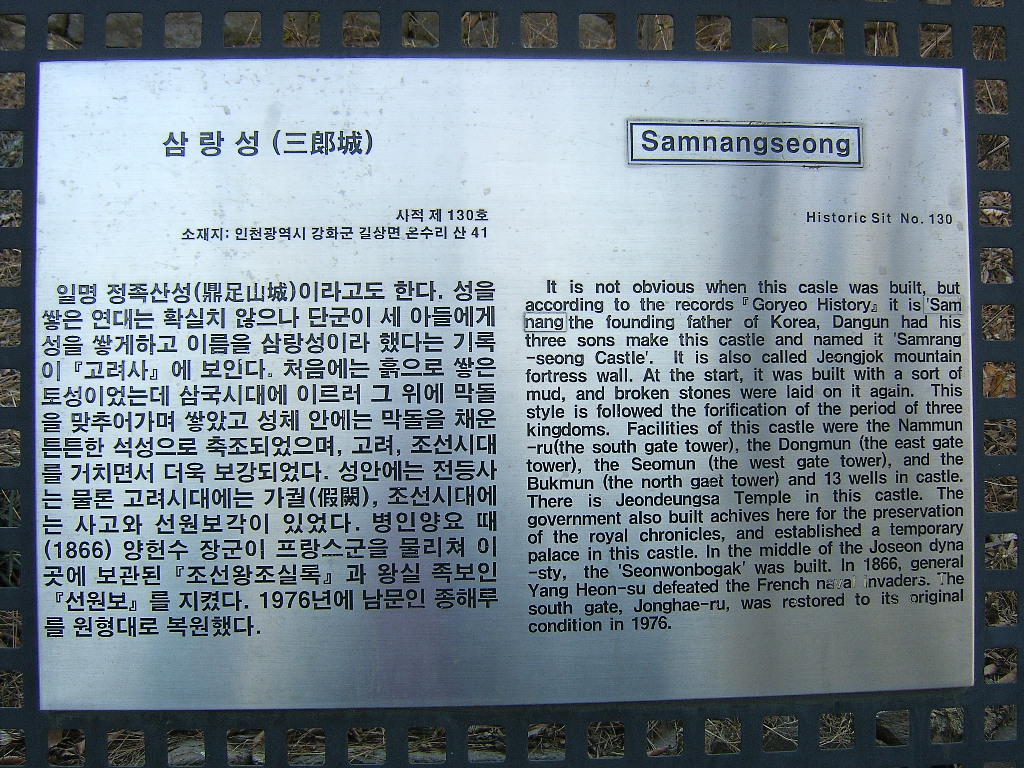 삼랑성 (三郞城)
사적 제 130호
소재지: 인천광역시 강화군 길상면 온수리 산 41
일명 정족산성(鼎足山城)이라고도 한다. 성을
쌓은 연대는 확실치 않으나 단군이 세 아들에게
성을 쌓게하고 이름을 삼랑성이라 했다는 기록
이『고려사』에 보인다. 처음에는 흙으로 쌓은
토성이었는데 삼국시대에 이르러 그 위에 막돌
을 맞추어가며 쌓았고 성체 안에는 막돌을 채운
튼튼한 석성으로 축조되었으며, 고려, 조선시대
를 거치면서 더욱 보강되었다. 성안에는 전등사
는 물론 고려시대에는 가궐(假闕), 조선시대에
는 사고와 선원보각이 있었다. 병인양요 때
(1866) 양헌수 장군이 프랑스군을 물리쳐 이
곳에 보관된『조선왕조실록』과 왕실 족보인
『선원보』를 지켰다. 1976년에 남문인 종해루
를 원형대로 복원했다.
Samnangseong
Historic Sit No. 130
It is not obvious when this casle was built, but
according to the records『Goryeo History』it is 'Sam
nang the founding father of Korea, Dangun had his
three sons make this castle and named it 'Samrang
-seong Castle'. It is also called Jeongjok mountain
fortress wall. At the start, it was built with a sort of
mud, and broken stones were laid on it again. This
style is followed the forification of the period of three
kingdoms. Facilities of this castle were the Nammun
-ru(the south gate tower), the Dongmun (the east gate
tower), the Seomun (the west gate tower), and the
Bukmun (the north gaet tower) and 13 wells in castle.
There is Jeondeungsa Temple in this castle. The
government also built achives here for the preservation
of the royal chronicles, and established a temporary
palace in this castle. In the middle of the Joseon dyna
-sty, the 'Seonwonbogak' was built. In 1866, general
Yang Heon-su defeated the French naval invaders. The
south gate, Jonghae-ru, was restored to its original
condition in 1976.